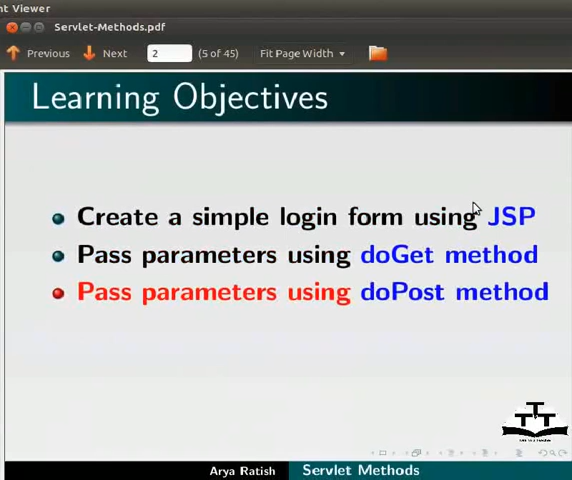 nt Viewer
Servlet-Methods.pdf
Previous Next 2 (5 of 45) Fit Page Width
Learning Objectives
Create a simple login form using JSP
Pass parameters using doGet method
Pass parameters using doPost method
TTT
Arya Ratish Servlet Methods